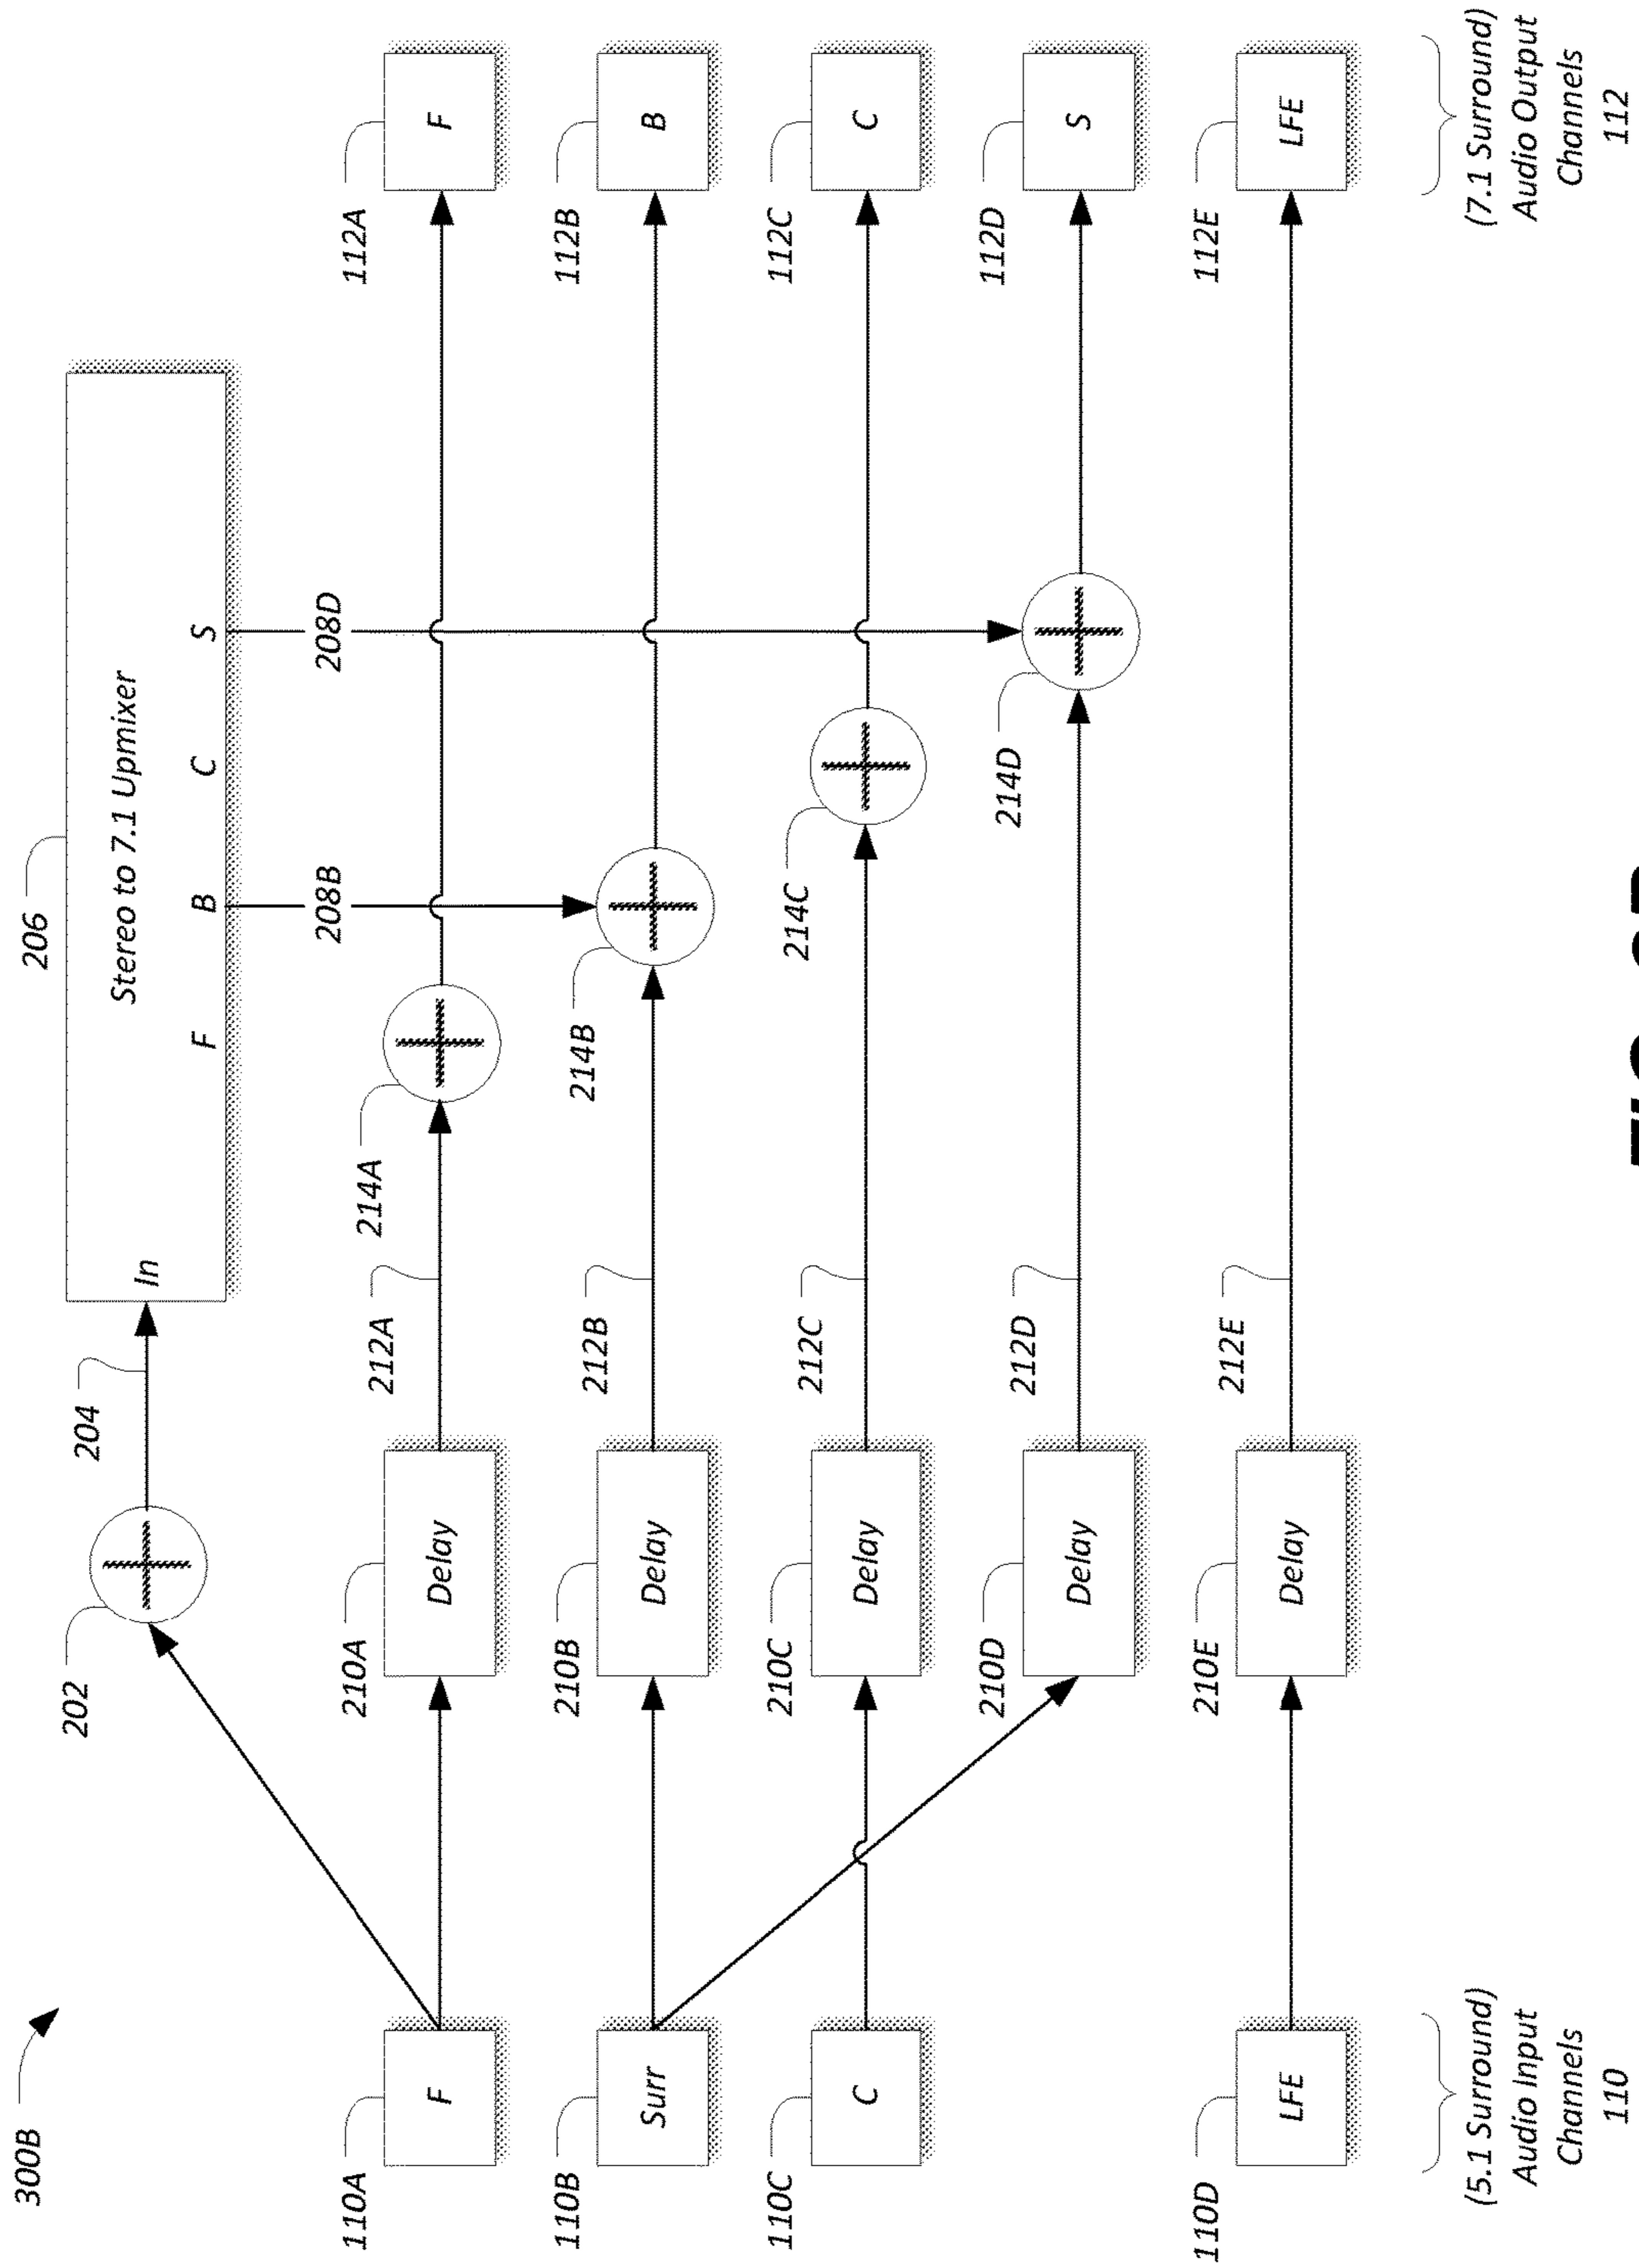 300B
202
204
206
In
Stereo to 7.1 Upmixer
F
B
C
S
208B
208D
110A
F
210A
Delay
212A
214A
112A
F
110B
Surr
210B
Delay
212B
214B
112B
B
110C
C
210C
Delay
212C
214C
112C
C
210D
Delay
212D
214D
112D
S
110D
LFE
210E
Delay
212E
112E
LFE
(5.1 Surround)
Audio Input
Channels
110
(7.1 Surround)
Audio Output
Channels
112